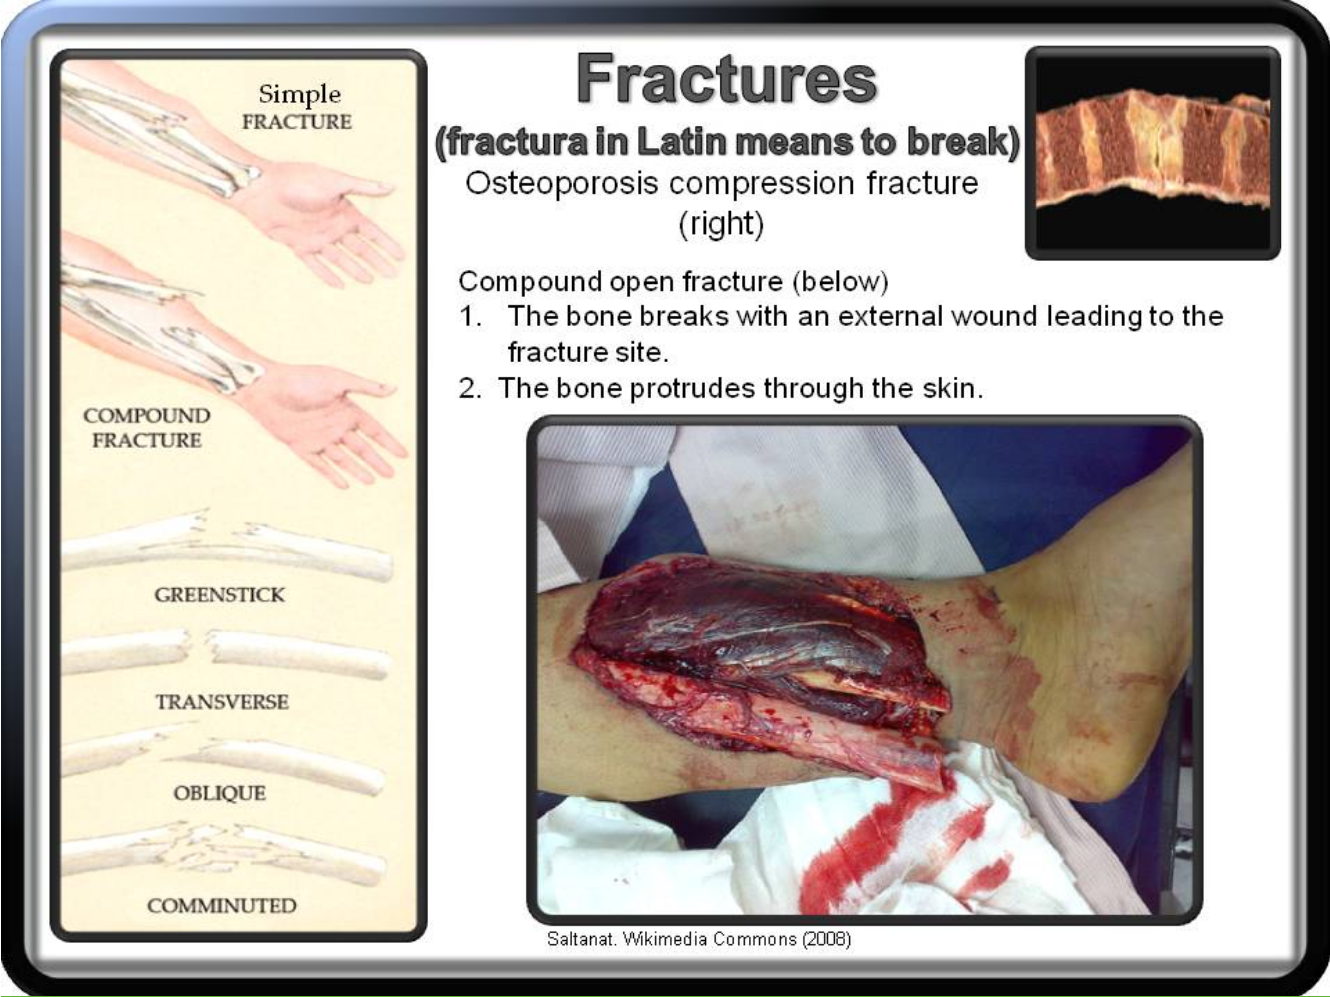 Simple
FRACTURE
COMPOUND
FRACTURE
GREENSTICK
TRANSVERSE
OBLIQUE
COMMINUTED
Fractures
(fractura in Latin means to break)
Osteoporosis compression fracture
(right)
Compound open fracture (below)
1. The bone breaks with an external wound leading to the
fracture site.
2. The bone protrudes through the skin.
Saltanat. Wikimedia Commons (2008)